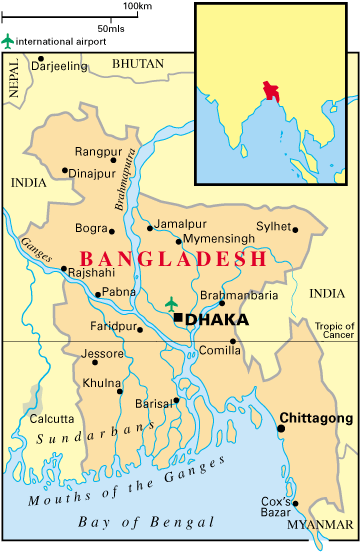 100km
50mls
international airport
NEPAL
Darjeeling
BHUTAN
Rangpur
Dinajpur
Brahmaputra
INDIA
Bogra
Jamalpur
Mymensingh
Sylhet
Ganges
BANGLADESH
Rajshahi
Pabna
Brahmanbaria
INDIA
DHAKA
Faridpur
Tropic of
Cancer
Comilla
Jessore
Khulna
Barisal
Calcutta
Chittagong
Sundarbans
Mouths of the Ganges
Cox's
Bazar
Bay of Bengal
MYANMAR